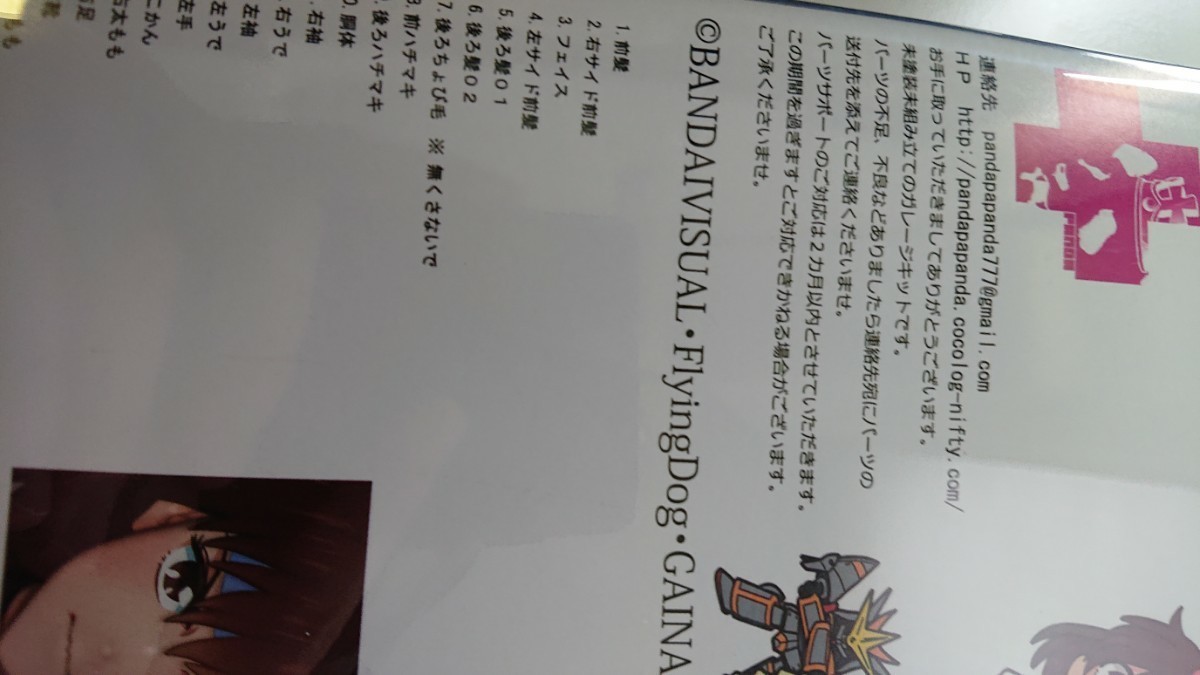 PANDA
連絡先 pandapapanda777@gmail.com
HP http://pandapapanda.cocolog-nifty.com/
お手に取っていただきましてありがとうございます。
未塗装未組み立てのガレージキットです。
パーツの不足、不良などありましたら連絡先宛にパーツの
送付先を添えてご連絡くださいませ。
パーツサポートのご対応は2カ月以内とさせていただきます。
この期間を過ぎますとご対応できかねる場合がございます。
ご了承くださいませ。
©BANDAIVISUAL・FlyingDog・GAINA
1. 前髪
2. 右サイド前髪
3. フェイス
4. 左サイド前髪
5. 後ろ髪01
6. 後ろ髪02
7. 後ろちょび毛 ※ 無くさないで
8. 前ハチマキ
. 後ろハチマキ
0. 胴体
. 右袖
. 右うで
左袖
左うで
左手
こかん
右太もも